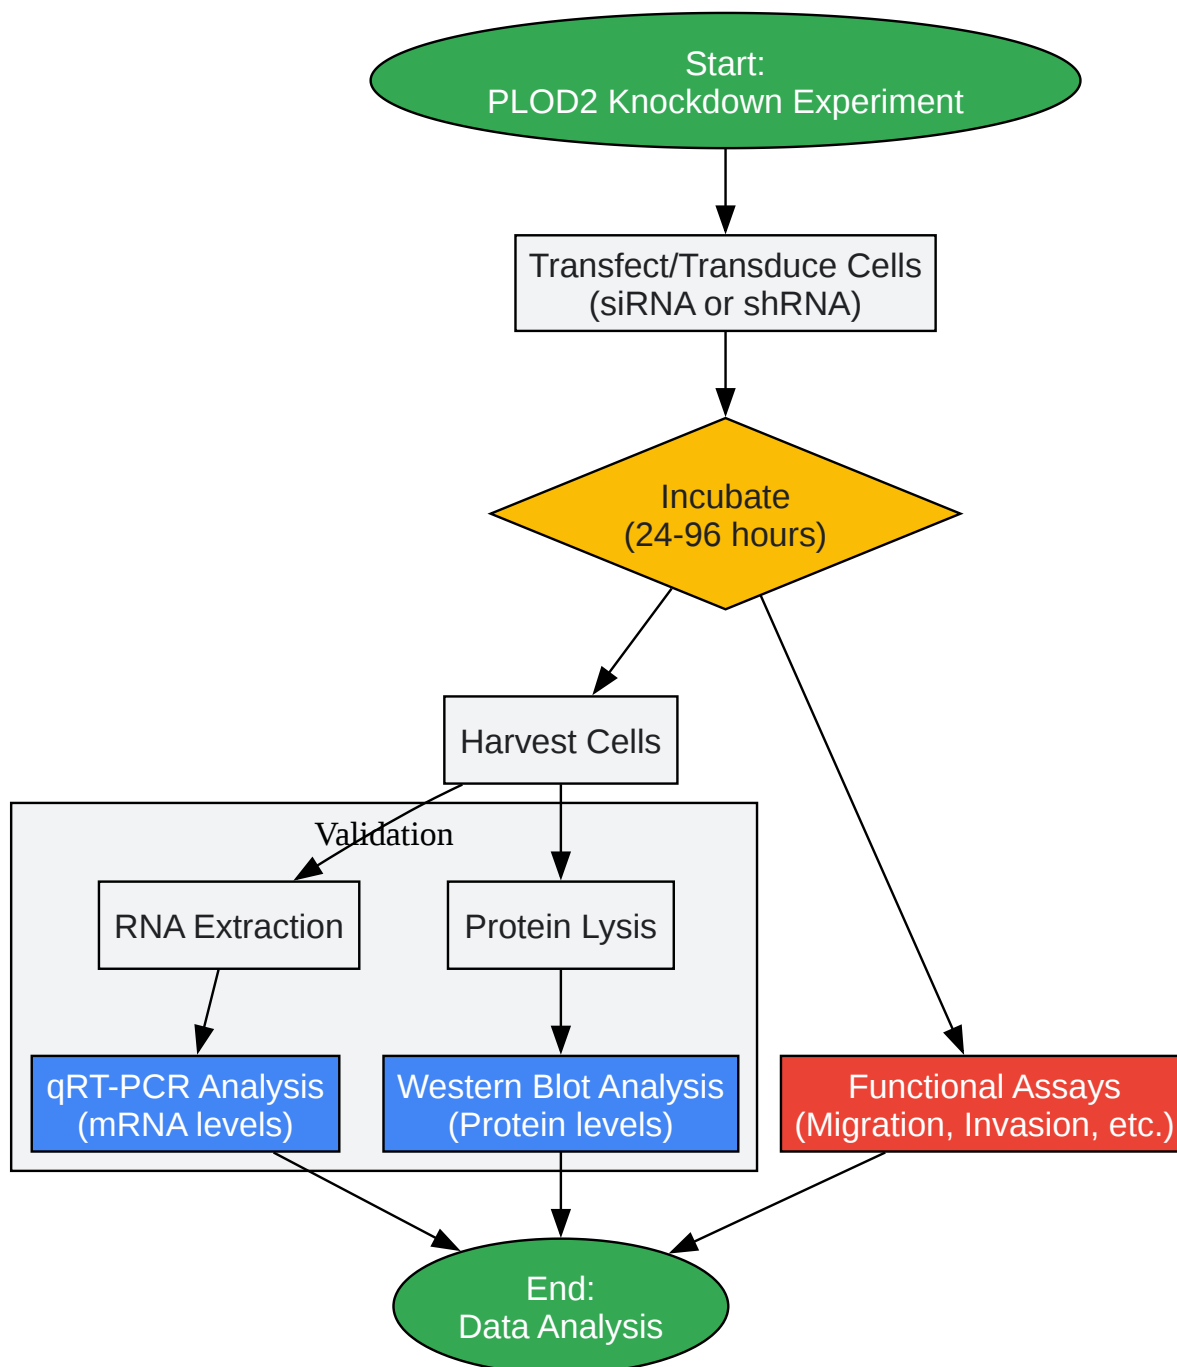 Start:
PLOD2 Knockdown Experiment
Transfect/Transduce Cells
(siRNA or shRNA)
Incubate
(24-96 hours)
Harvest Cells
Validation
RNA Extraction
Protein Lysis
qRT-PCR Analysis
(mRNA levels)
Western Blot Analysis
(Protein levels)
Functional Assays
(Migration, Invasion, etc.)
End:
Data Analysis